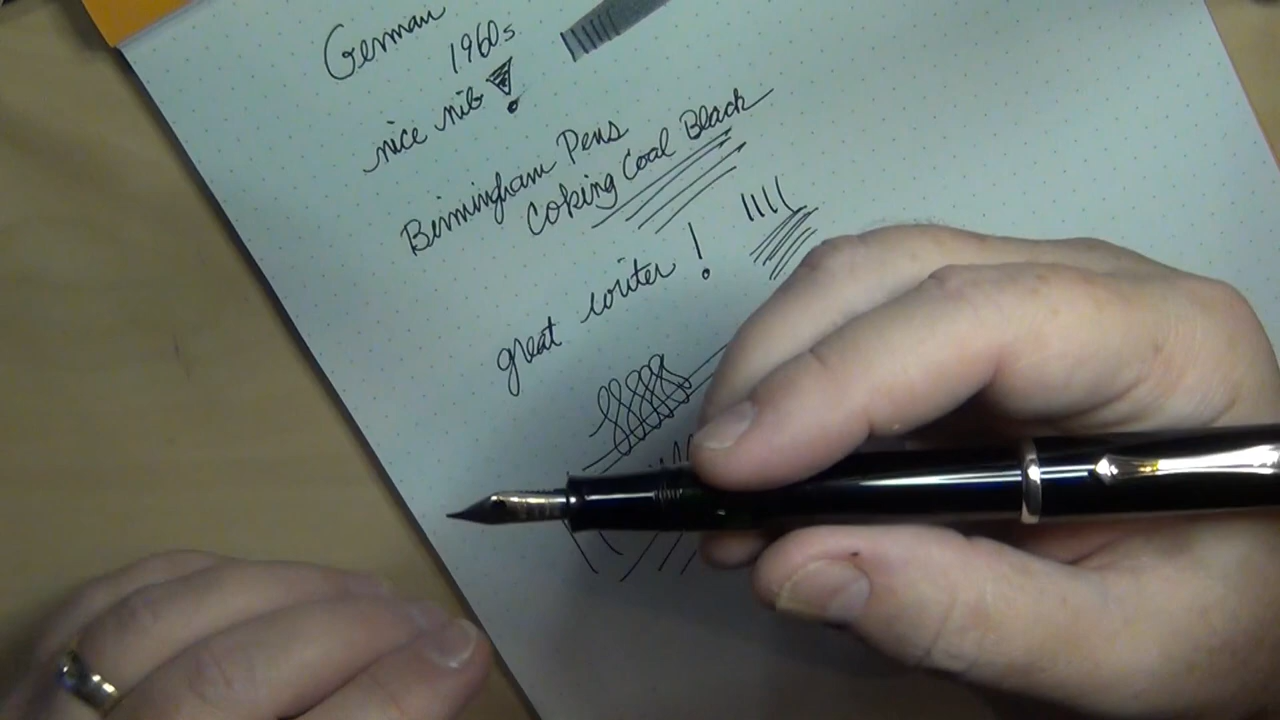 German
1960s
nice nib!
Birmingham Pens
Coking Coal Black
great writer!